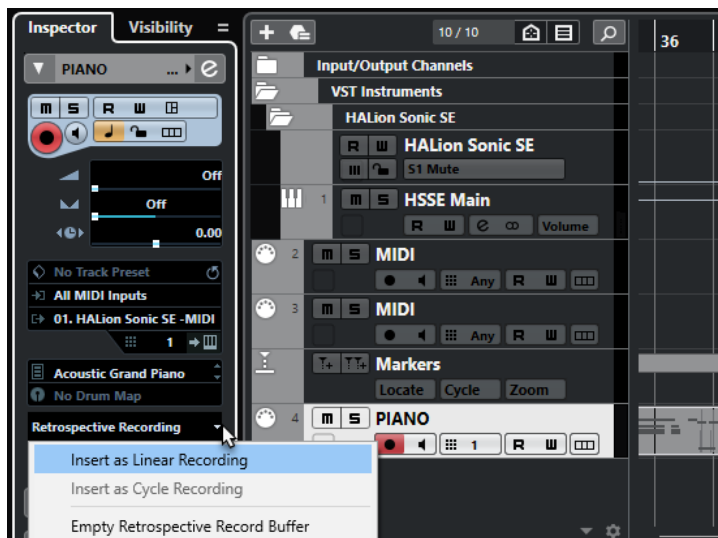 Inspector
Visibility
PIANO
...
e
m S R W
Off
Off
0.00
No Track Preset
All MIDI Inputs
01. HALion Sonic SE -MIDI
1
Acoustic Grand Piano
No Drum Map
Retrospective Recording
Insert as Linear Recording
Insert as Cycle Recording
Empty Retrospective Record Buffer
10 / 10
Input/Output Channels
VST Instruments
HALion Sonic SE
R W HALion Sonic SE
S1 Mute
1 m S HSSE Main
R W e Volume
2 m S MIDI
Any R W
3 m S MIDI
Any R W
Markers
Locate Cycle Zoom
4 m S PIANO
1 R W
36